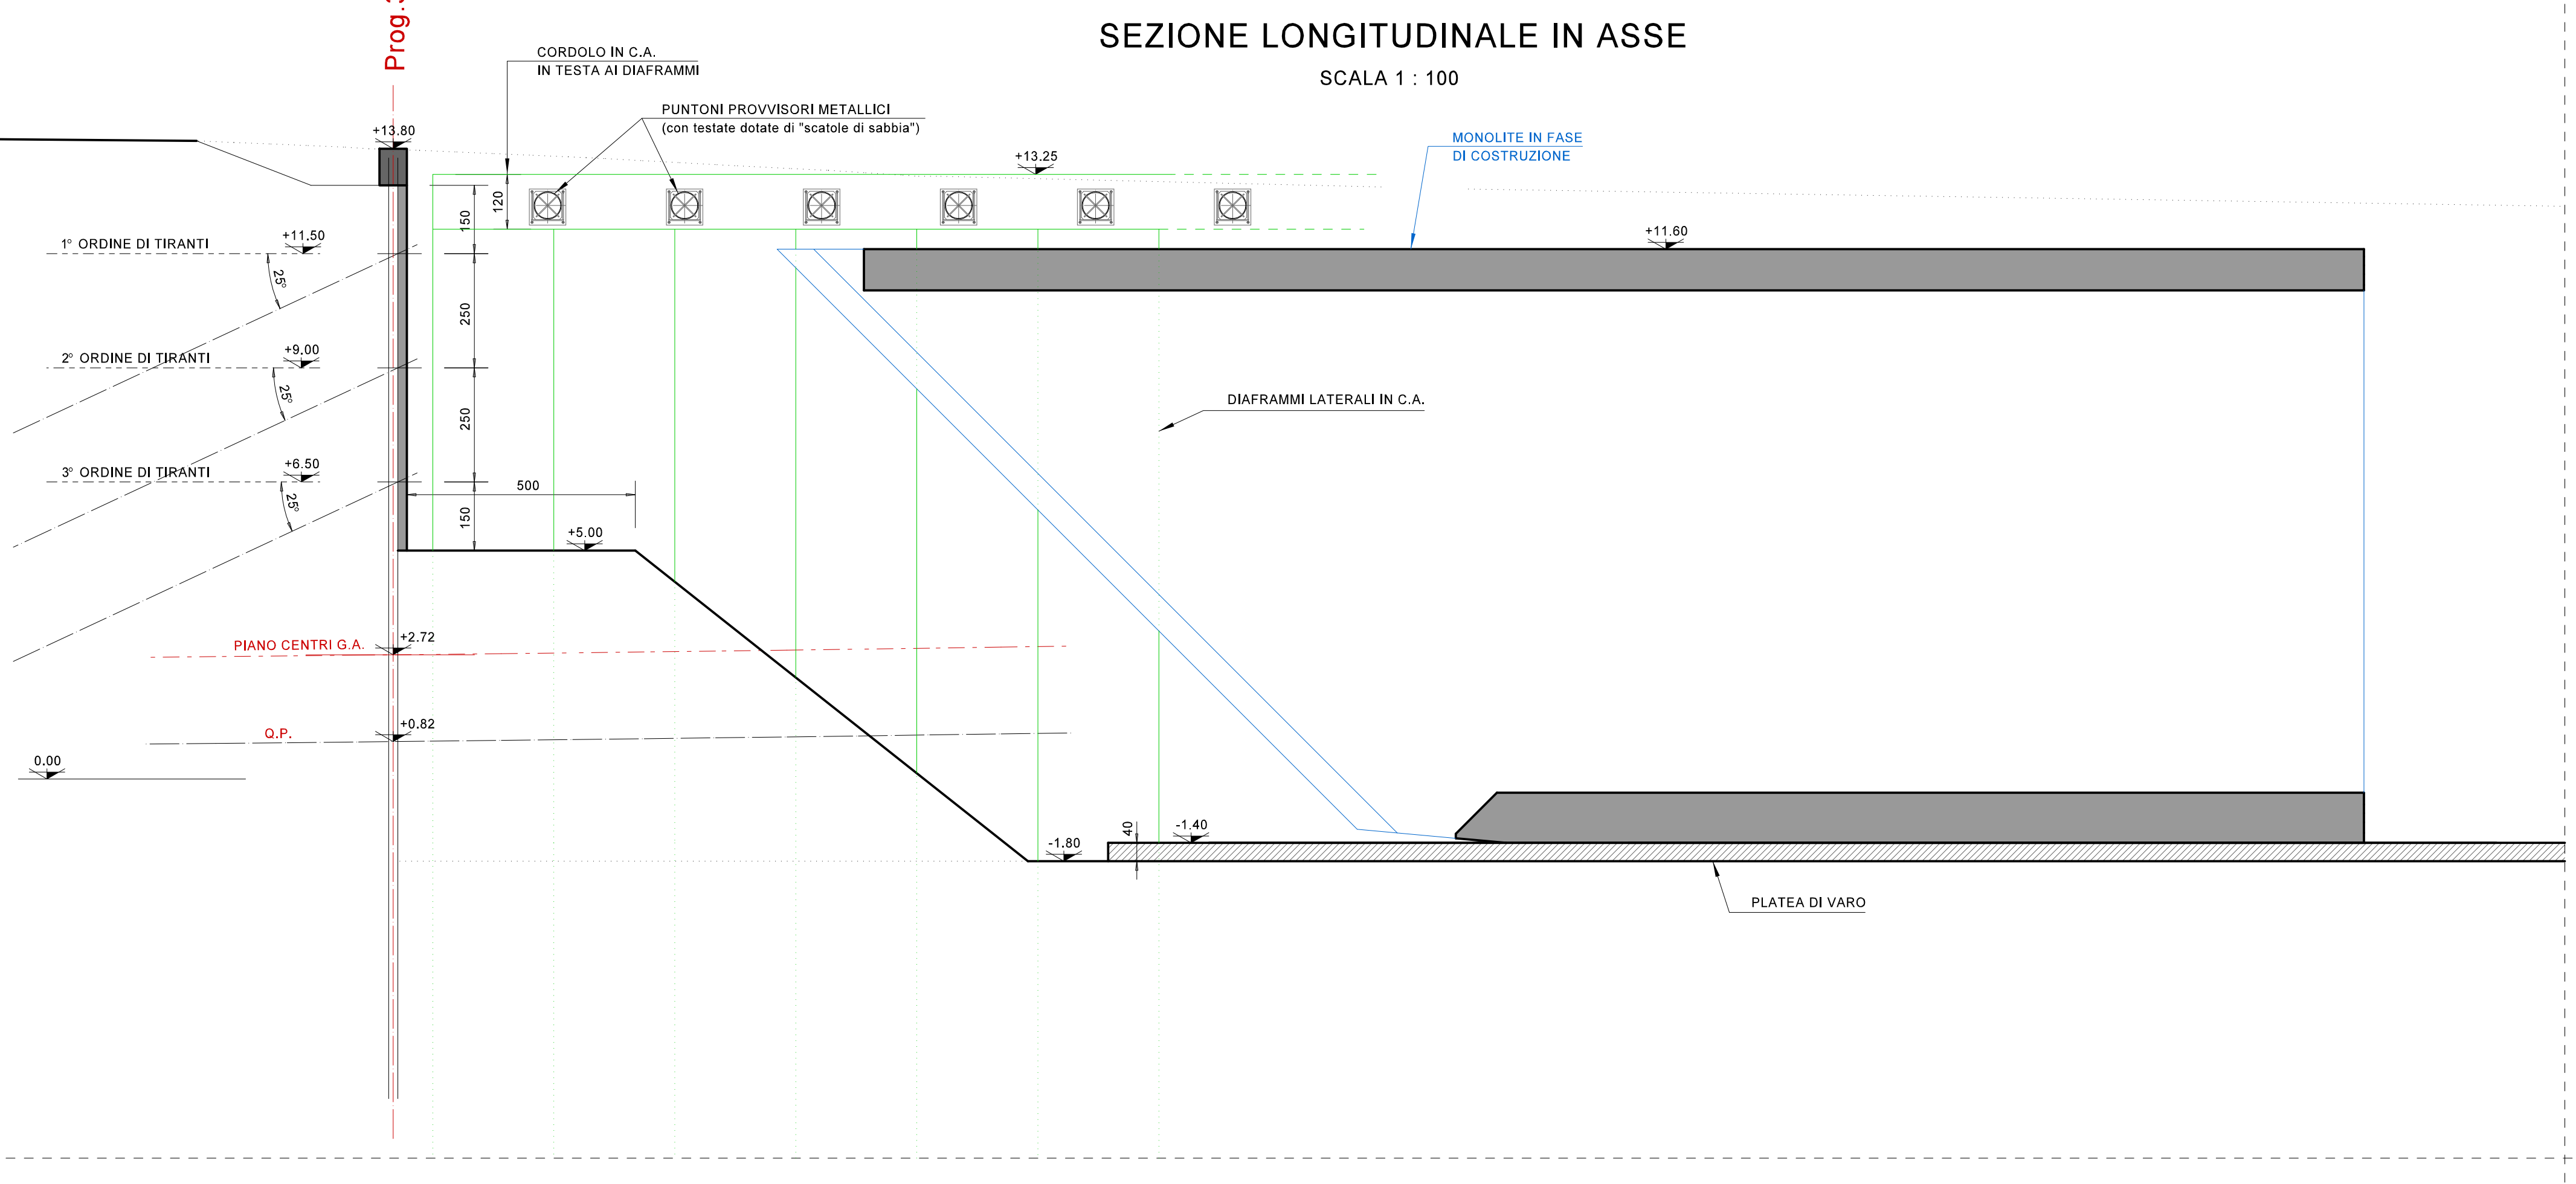 SEZIONE LONGITUDINALE IN ASSE
SCALA 1 : 100
Prog.
CORDOLO IN C.A.
IN TESTA AI DIAFRAMMI
PUNTONI PROVVISORI METALLICI
(con testate dotate di "scatole di sabbia")
+13.80
MONOLITE IN FASE
DI COSTRUZIONE
+13.25
120
150
1° ORDINE DI TIRANTI
+11.50
+11.60
25°
250
2° ORDINE DI TIRANTI
+9.00
25°
250
DIAFRAMMI LATERALI IN C.A.
3° ORDINE DI TIRANTI
+6.50
25°
500
150
+5.00
PIANO CENTRI G.A.
+2.72
Q.P.
+0.82
0.00
40
-1.40
-1.80
PLATEA DI VARO